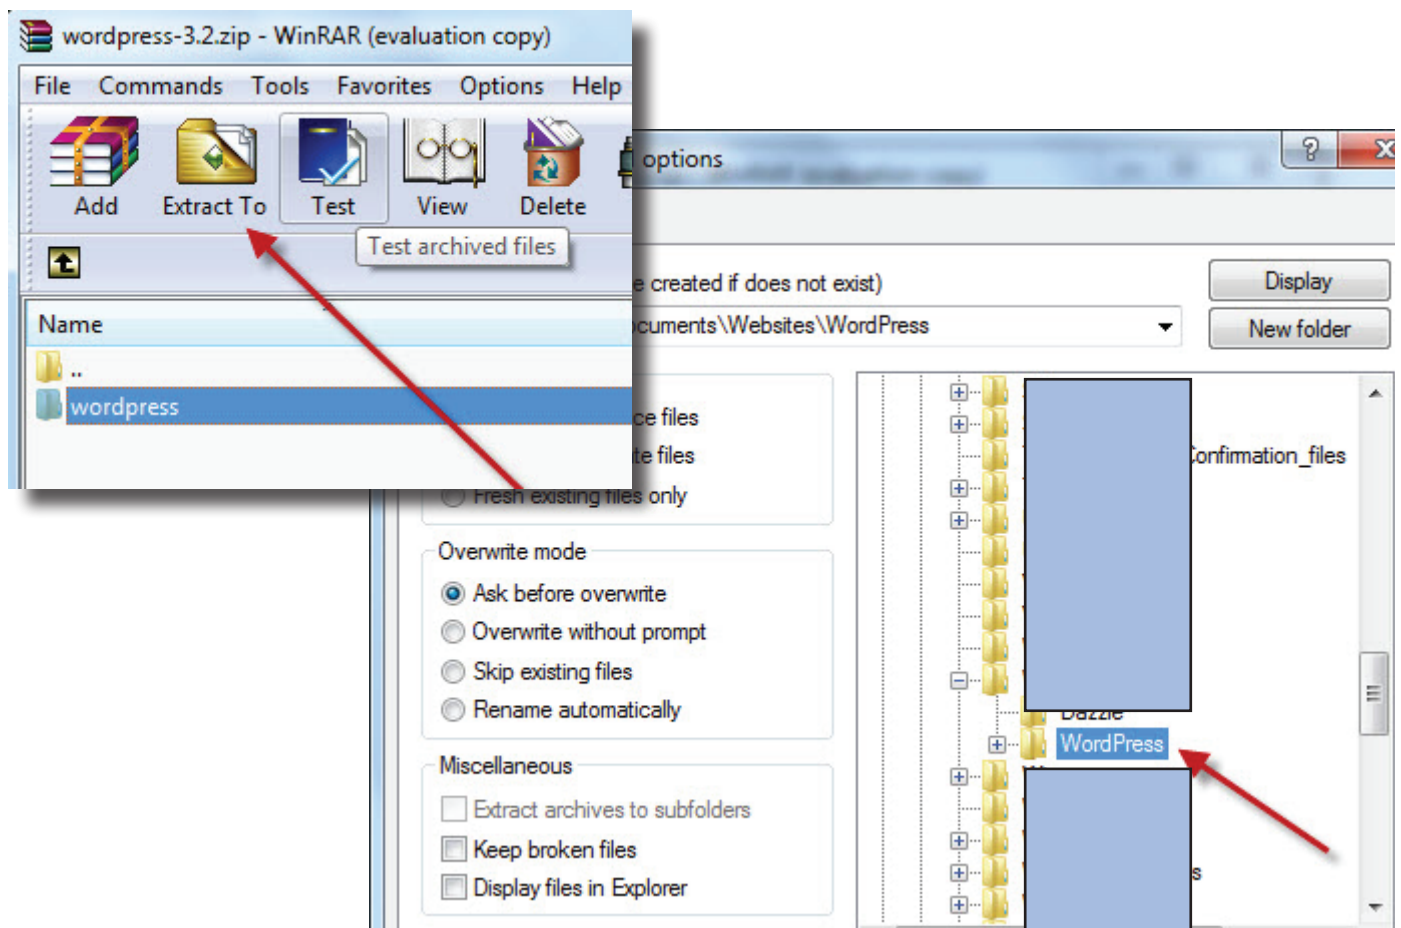 wordpress-3.2.zip - WinRAR (evaluation copy)
File Commands Tools Favorites Options Help
Add Extract To Test View Delete
Test archived files
Name
..
wordpress
options
? X
e created if does not exist)
Display
ocuments\Websites\WordPress
New folder
ce files
te files
Fresh existing files only
Overwrite mode
Ask before overwrite
Overwrite without prompt
Skip existing files
Rename automatically
Miscellaneous
Extract archives to subfolders
Keep broken files
Display files in Explorer
Confirmation_files
Dazzle
WordPress
s